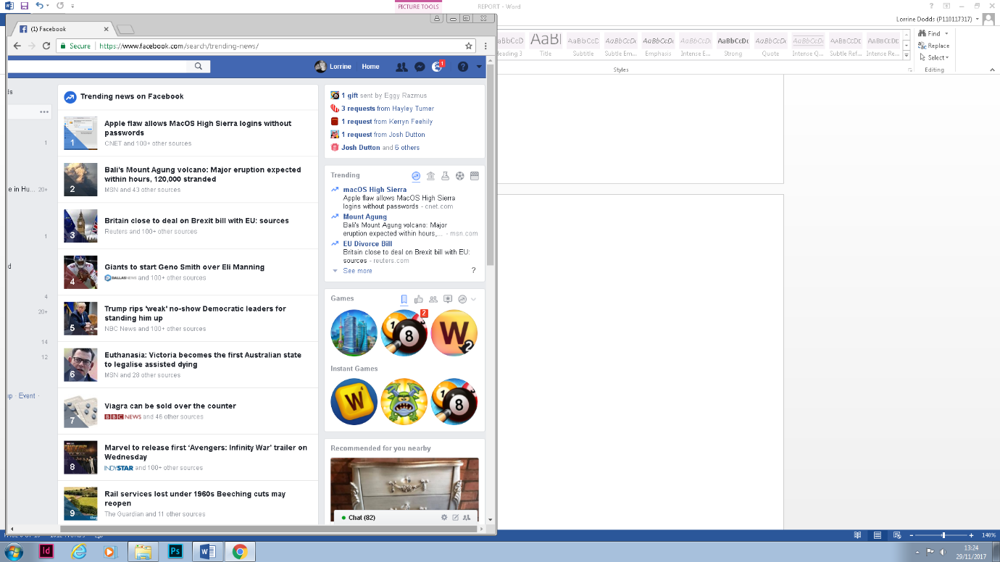 PICTURE TOOLS
REPORT - Word
Lorrine Dodds (P110117317)
(1) Facebook
Secure
https://www.facebook.com/search/trending-news/
Heading 3
Title
Subtitle
Subtle Em...
Emphasis
Intense E...
Strong
Quote
Intense Q...
Subtle Ref...
Intense Re...
Styles
Find
Replace
Select
Editing
Lorrine
Home
1
e in Hu... 20+
1
4
20+
14
12
Event
Trending news on Facebook
1
Apple flaw allows MacOS High Sierra logins without
passwords
CNET and 100+ other sources
2
Bali's Mount Agung volcano: Major eruption expected
within hours, 120,000 stranded
MSN and 43 other sources
3
Britain close to deal on Brexit bill with EU: sources
Reuters and 100+ other sources
4
Giants to start Geno Smith over Eli Manning
DALLASNEWS and 100+ other sources
5
Trump rips 'weak' no-show Democratic leaders for
standing him up
NBC News and 100+ other sources
6
Euthanasia: Victoria becomes the first Australian state
to legalise assisted dying
MSN and 28 other sources
7
Viagra can be sold over the counter
BBC NEWS and 46 other sources
8
Marvel to release first ‘Avengers: Infinity War’ trailer on
Wednesday
INDYSTAR and 100+ other sources
9
Rail services lost under 1960s Beeching cuts may
reopen
The Guardian and 11 other sources
1 gift sent by Eggy Razmus
3 requests from Hayley Turner
1 request from Kerryn Feehily
1 request from Josh Dutton
Josh Dutton and 6 others
Trending
macOS High Sierra
Apple flaw allows MacOS High Sierra
logins without passwords - cnet.com
Mount Agung
Bali's Mount Agung volcano: Major
eruption expected within hours,... - msn.com
EU Divorce Bill
Britain close to deal on Brexit bill with EU:
sources - reuters.com
See more
?
Games
2
8
W
2
Instant Games
W
8
Recommended for you nearby
Chat (82)
140%
Id
Ps
13:24
29/11/2017